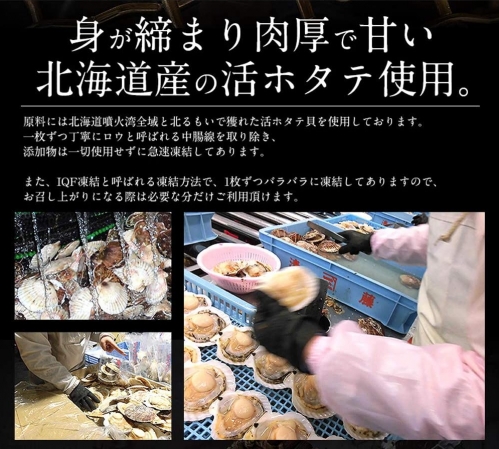 身が締まり肉厚で甘い
北海道産の活ホタテ使用。
原料には北海道噴火湾全域と北るもいで獲れた活ホタテ貝を使用しております。
一枚ずつ丁寧にロウと呼ばれる中腸線を取り除き、
添加物は一切使用せずに急速凍結してあります。
また、IQF凍結と呼ばれる凍結方法で、1枚ずつバラバラに凍結してありますので、
お召し上がりになる際は必要な分だけご利用頂けます。